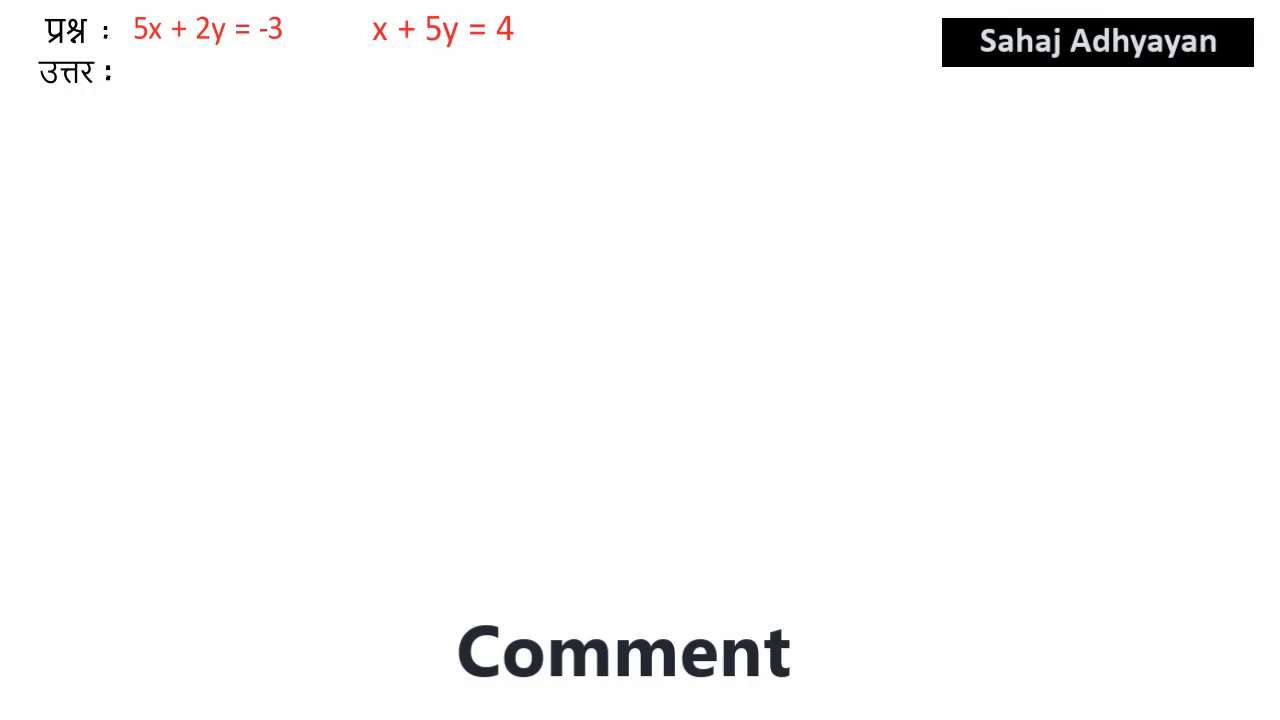 प्रश्न : 5x + 2y = -3 x + 5y = 4
Sahaj Adhyayan
उत्तर :
Comment